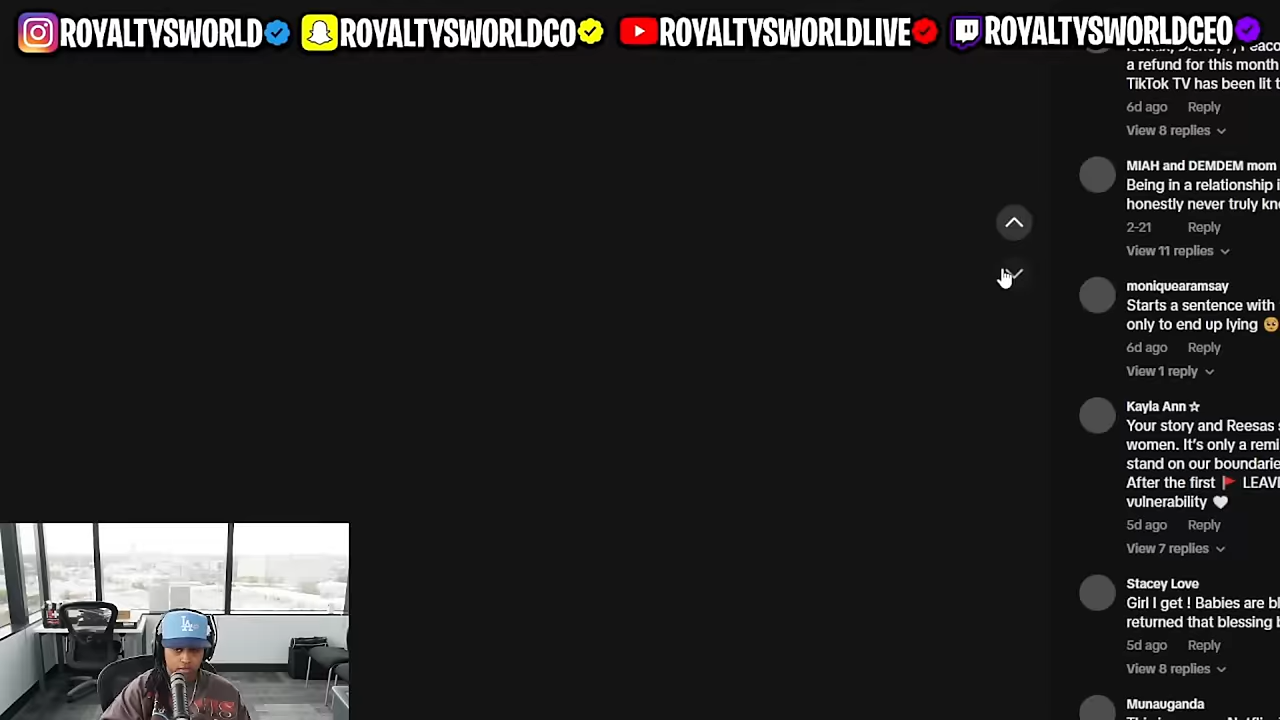 ROYALTYSWORLD ROYALTYSWORLDCO ROYALTYSWORLDLIVE ROYALTYSWORLDCEO
a refund for this month
TikTok TV has been lit t
6d ago Reply
View 8 replies
MIAH and DEMDEM mom
Being in a relationship i
honestly never truly kn
2-21 Reply
View 11 replies
moniquearamsay
Starts a sentence with
only to end up lying 🥺
6d ago Reply
View 1 reply
Kayla Ann ☆
Your story and Reesas s
women. It's only a remi
stand on our boundarie
After the first 🚩 LEAV
vulnerability 🤍
5d ago Reply
View 7 replies
Stacey Love
Girl I get ! Babies are bl
returned that blessing b
5d ago Reply
View 8 replies
Munauganda
LA